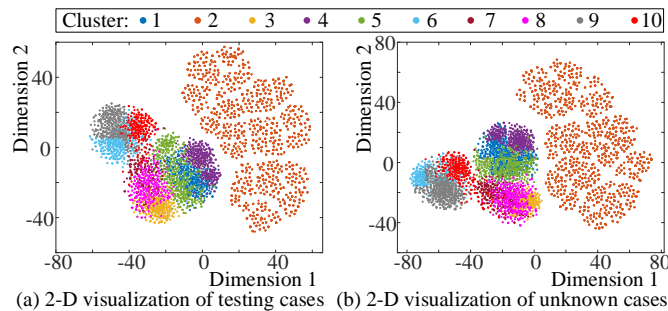 Cluster: 1 2 3 4 5 6 7 8 9 10
Dimension 2
40
0
-40
-80
-40
0
40
Dimension 1
(a) 2-D visualization of testing cases
Dimension 2
80
40
0
-40
-80
-40
0
40
80
Dimension 1
(b) 2-D visualization of unknown cases